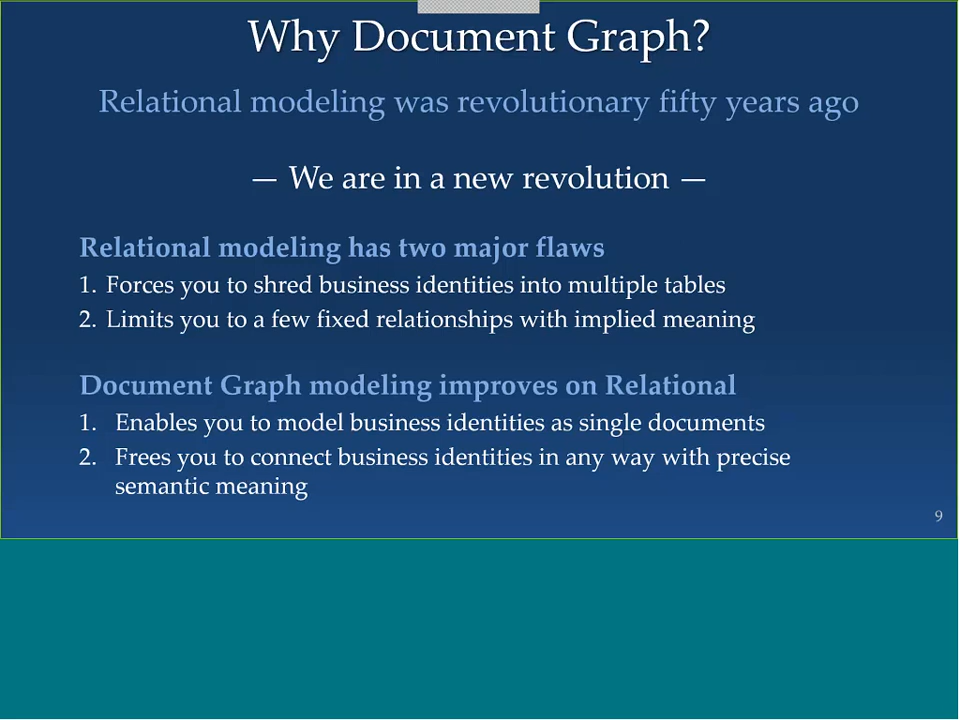 Why Document Graph?
Relational modeling was revolutionary fifty years ago
— We are in a new revolution —
Relational modeling has two major flaws
1. Forces you to shred business identities into multiple tables
2. Limits you to a few fixed relationships with implied meaning
Document Graph modeling improves on Relational
1. Enables you to model business identities as single documents
2. Frees you to connect business identities in any way with precise
semantic meaning
9